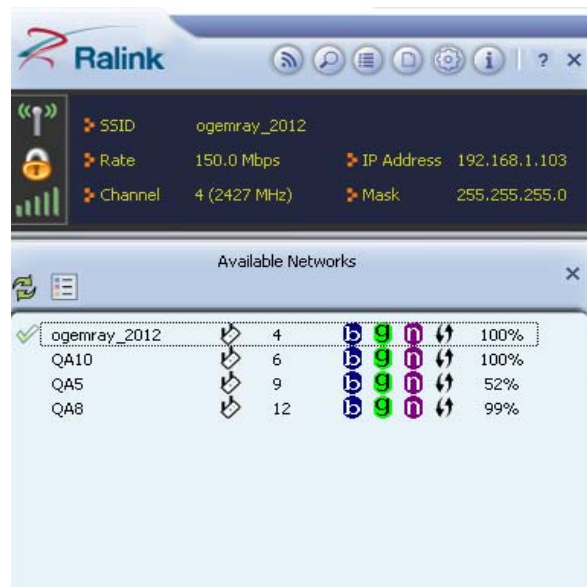 Ralink
i ? ×
SSID ogemray_2012
Rate 150.0 Mbps IP Address 192.168.1.103
Channel 4 (2427 MHz) Mask 255.255.255.0
Available Networks
×
ogemray_2012 4 b g n 100%
QA10 6 b g n 100%
QA5 9 b g n 52%
QA8 12 b g n 99%